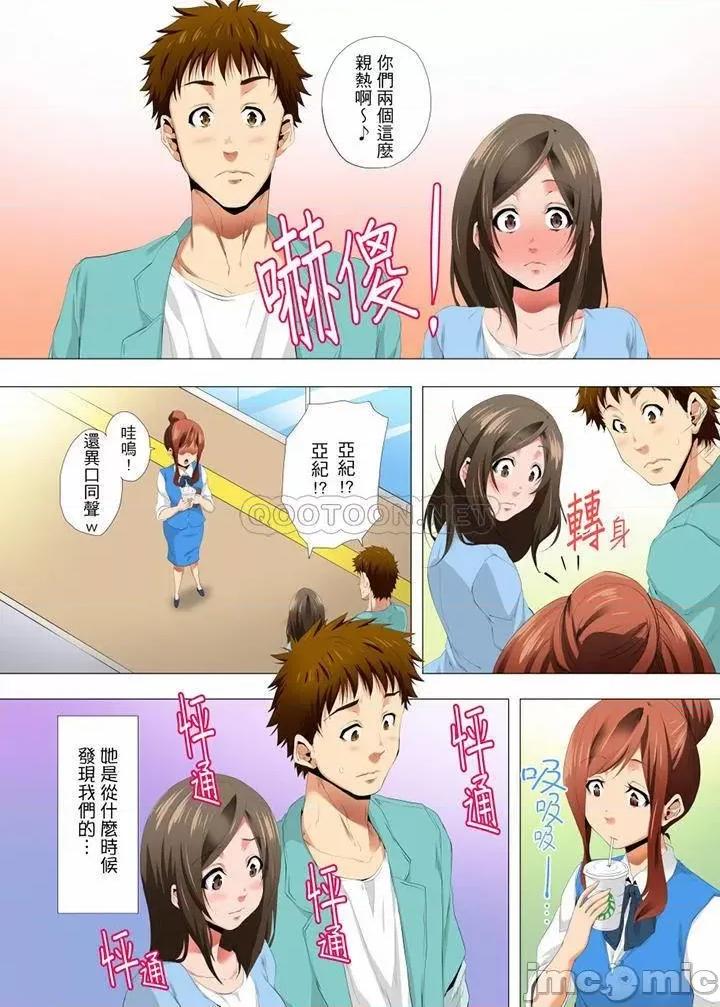 你們兩個這麼
親熱啊～♪
嚇傻！
轉身
亞紀!?
亞紀!?
哇嗚！
還異口同聲w
QOOTOON.NET
吸吸吸—…
怦通
怦通
怦通
怦通
她是從什麼時候
發現我們的…
jmcomic